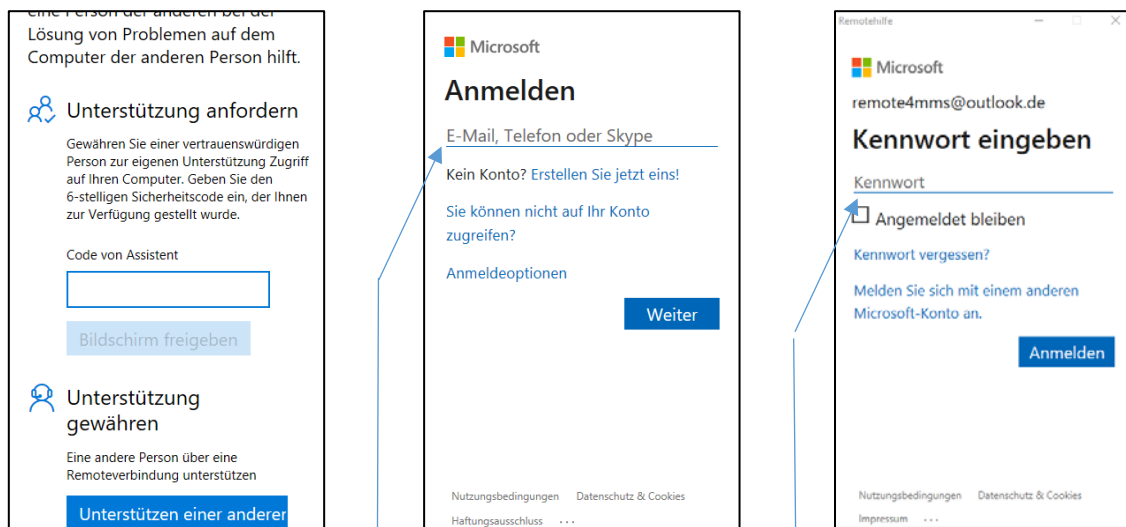 eine Person der anderen bei der
Lösung von Problemen auf dem
Computer der anderen Person hilft.
Unterstützung anfordern
Gewähren Sie einer vertrauenswürdigen
Person zur eigenen Unterstützung Zugriff
auf Ihren Computer. Geben Sie den
6-stelligen Sicherheitscode ein, der Ihnen
zur Verfügung gestellt wurde.
Code von Assistent
Bildschirm freigeben
Unterstützung
gewähren
Eine andere Person über eine
Remoteverbindung unterstützen
Unterstützen einer anderer
Microsoft
Anmelden
E-Mail, Telefon oder Skype
Kein Konto? Erstellen Sie jetzt eins!
Sie können nicht auf Ihr Konto
zugreifen?
Anmeldeoptionen
Weiter
Nutzungsbedingungen Datenschutz & Cookies
Haftungsausschluss ...
Remotehilfe
Microsoft
remote4mms@outlook.de
Kennwort eingeben
Kennwort
Angemeldet bleiben
Kennwort vergessen?
Melden Sie sich mit einem anderen
Microsoft-Konto an.
Anmelden
Nutzungsbedingungen Datenschutz & Cookies
Impressum ...